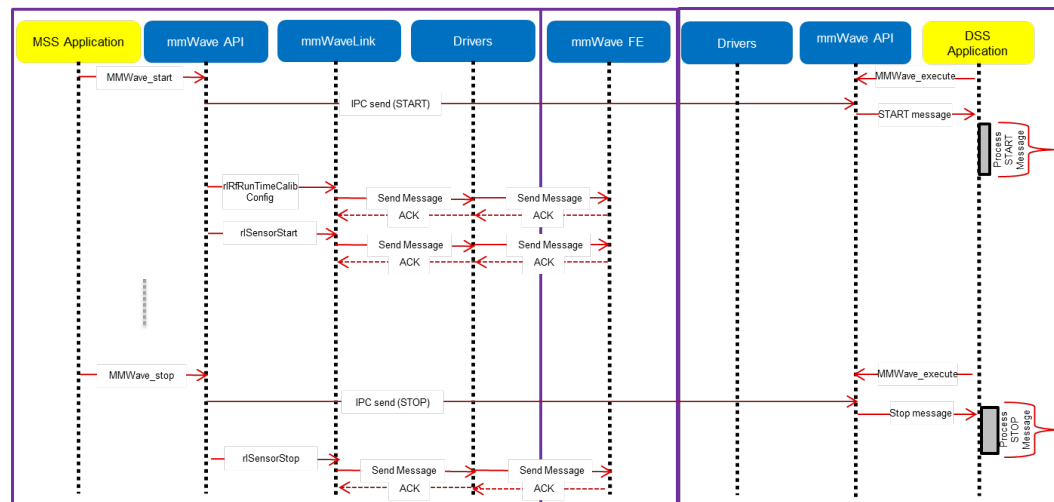 MSS Application
mmWave API
mmWaveLink
Drivers
mmWave FE
Drivers
mmWave API
DSS
Application
MMWave_start
MMWave_execute
IPC send (START)
START message
Process
START
Message
rlRfRunTimeCalib
Config
Send Message
Send Message
ACK
ACK
rlSensorStart
Send Message
Send Message
ACK
ACK
MMWave_stop
MMWave_execute
IPC send (STOP)
Stop message
Process
STOP
Message
rlSensorStop
Send Message
Send Message
ACK
ACK